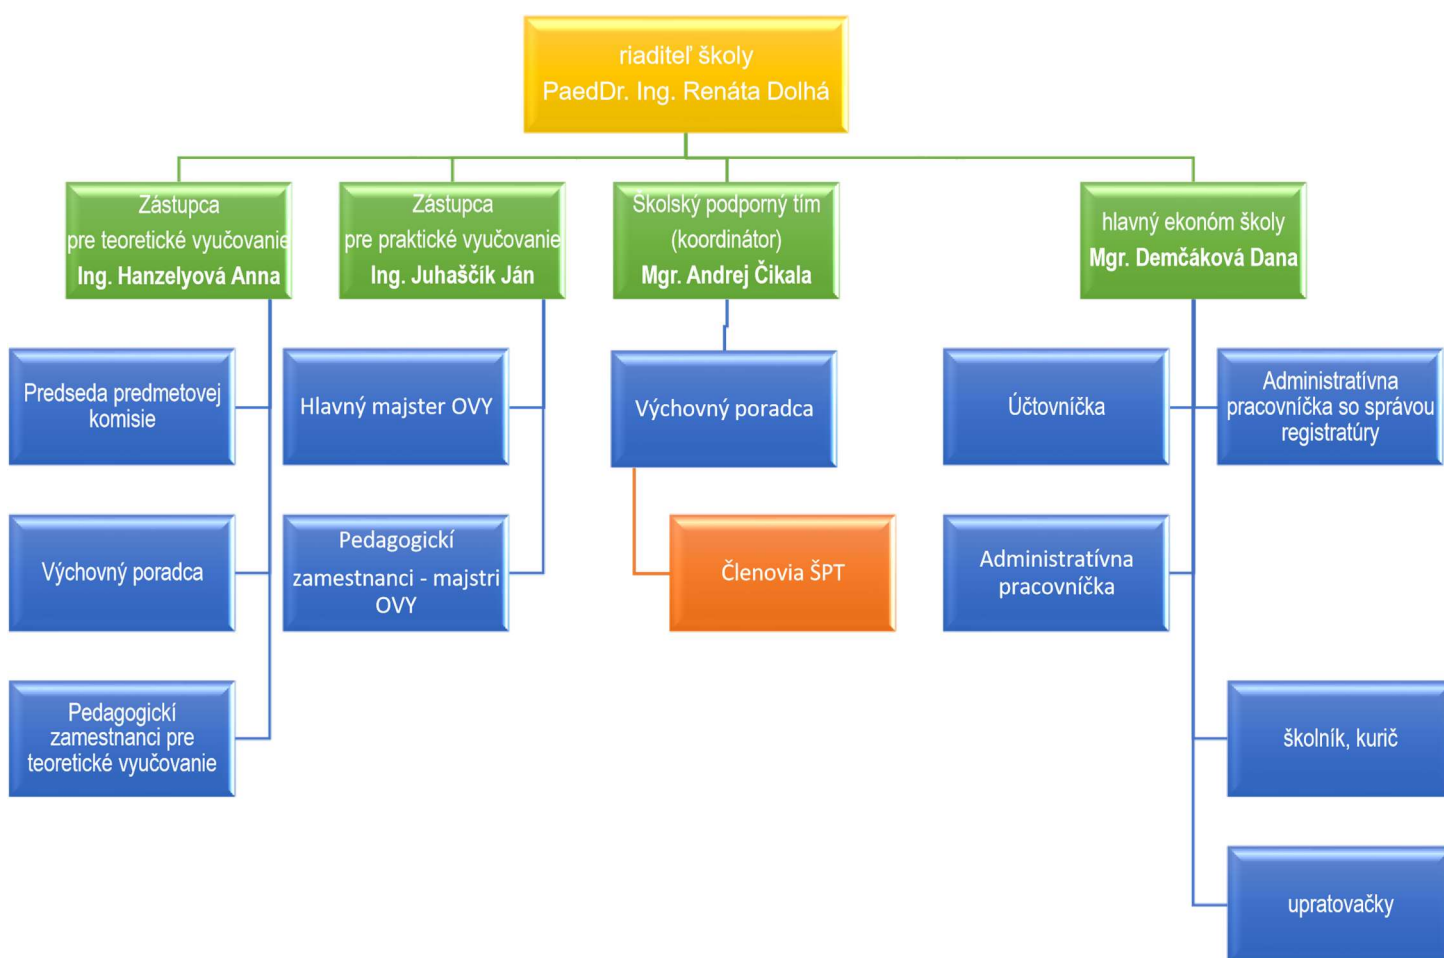 riaditeľ školy
PaedDr. Ing. Renáta Dolhá
Zástupca
pre teoretické vyučovanie
Ing. Hanzelyová Anna
Zástupca
pre praktické vyučovanie
Ing. Juhaščík Ján
Školský podporný tím
(koordinátor)
Mgr. Andrej Čikala
hlavný ekonóm školy
Mgr. Demčáková Dana
Predseda predmetovej
komisie
Hlavný majster OVY
Výchovný poradca
Účtovníčka
Administratívna
pracovníčka so správou
registratúry
Výchovný poradca
Pedagogickí
zamestnanci - majstri
OVY
Členovia ŠPT
Administratívna
pracovníčka
Pedagogickí
zamestnanci pre
teoretické vyučovanie
školník, kurič
upratovačky